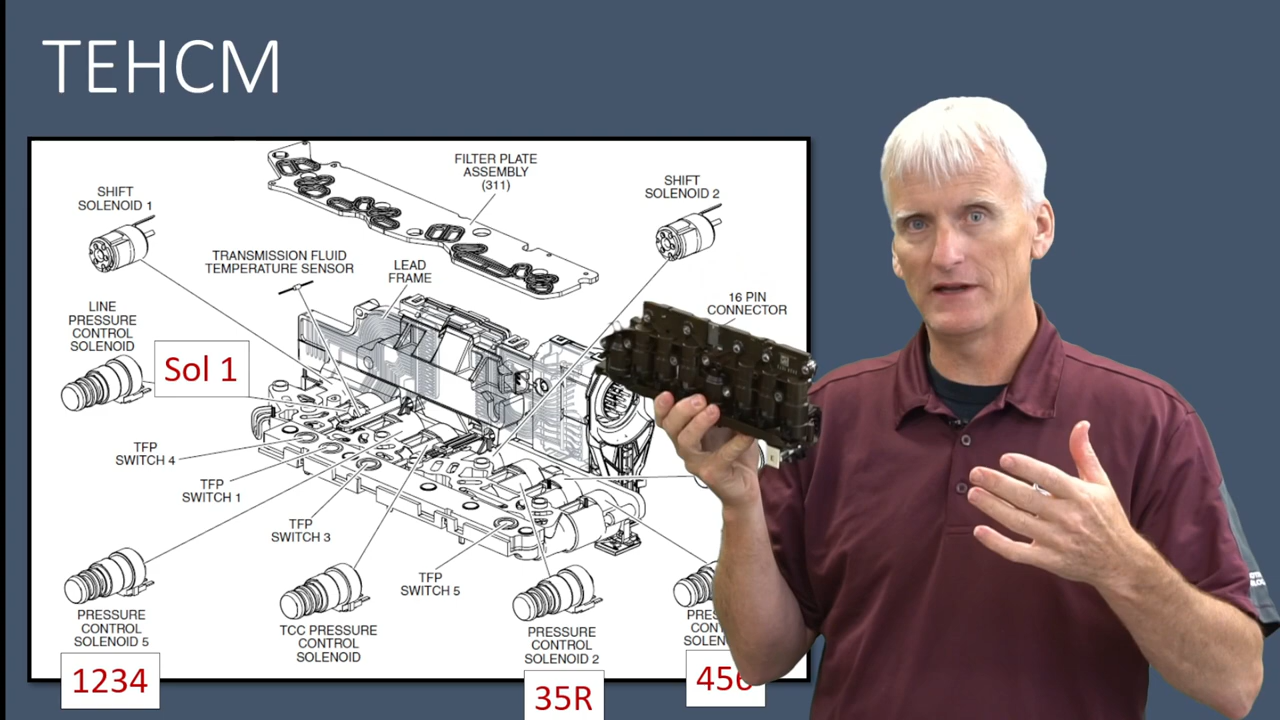 TEHCM
FILTER PLATE
ASSEMBLY
(311)
SHIFT
SOLENOID 1
SHIFT
SOLENOID 2
TRANSMISSION FLUID
TEMPERATURE SENSOR
LEAD
FRAME
16 PIN
CONNECTOR
LINE
PRESSURE
CONTROL
SOLENOID
Sol 1
TFP
SWITCH 4
TFP
SWITCH 1
TFP
SWITCH 3
TFP
SWITCH 5
PRESSURE
CONTROL
SOLENOID 5
TCC PRESSURE
CONTROL
SOLENOID
PRESSURE
CONTROL
SOLENOID 2
1234
35R
456